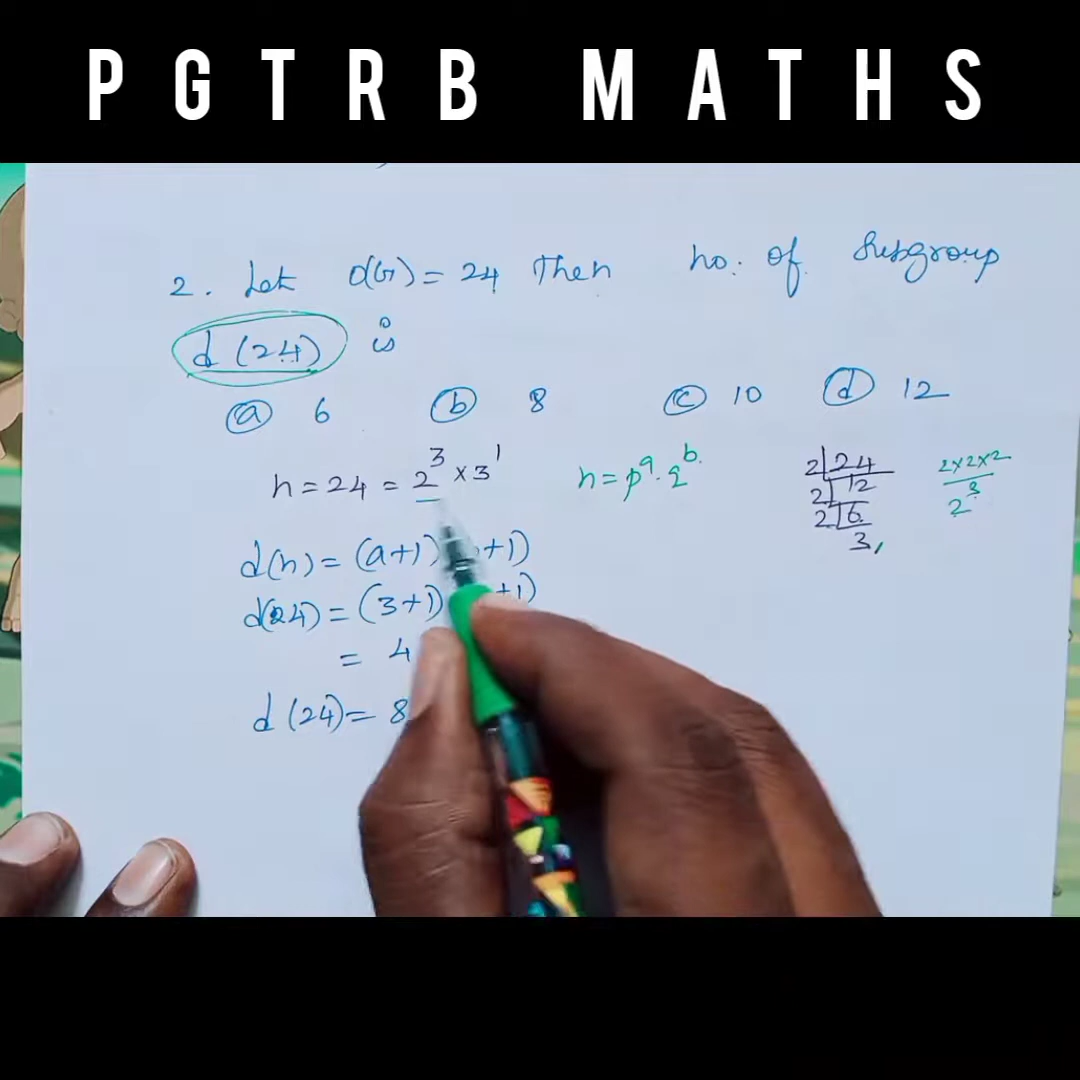 PGTRB MATHS
2. Let O(G) = 24 Then no. of Subgroup
d(24) is
ⓐ 6 ⓑ 8 ⓒ 10 ⓓ 12
n = 24 = 2³ × 3¹ n = pᵃ. qᵇ.
2|24
2|12
2|6
3,
2×2×2
2³
d(n) = (a+1) +1)
d(24) = (3+1) +1)
= 4
d(24) = 8